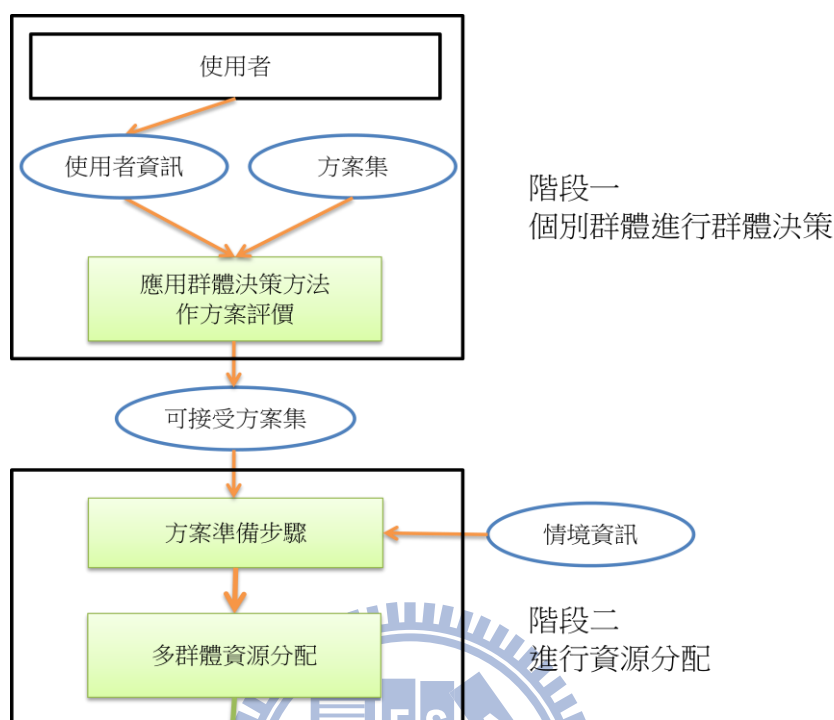 使用者
使用者資訊
方案集
階段一
個別群體進行群體決策
應用群體決策方法
作方案評價
可接受方案集
方案準備步驟
情境資訊
階段二
進行資源分配
多群體資源分配